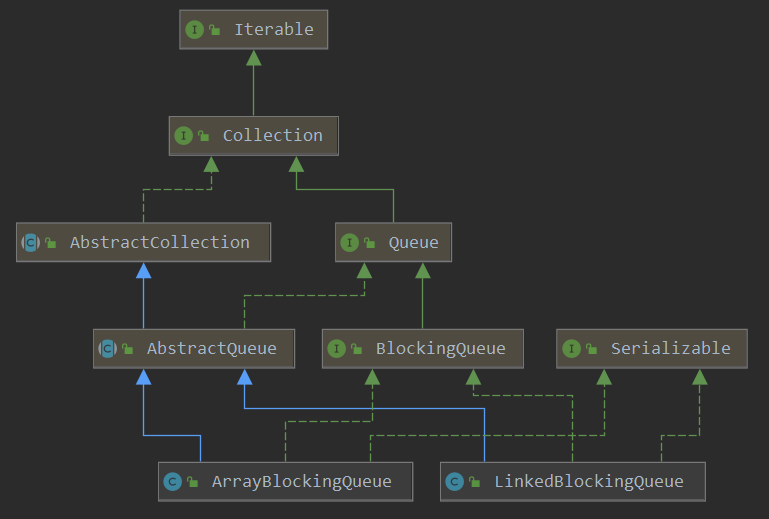 I Iterable
I Collection
C AbstractCollection
I Queue
C AbstractQueue
I BlockingQueue
I Serializable
C ArrayBlockingQueue
C LinkedBlockingQueue